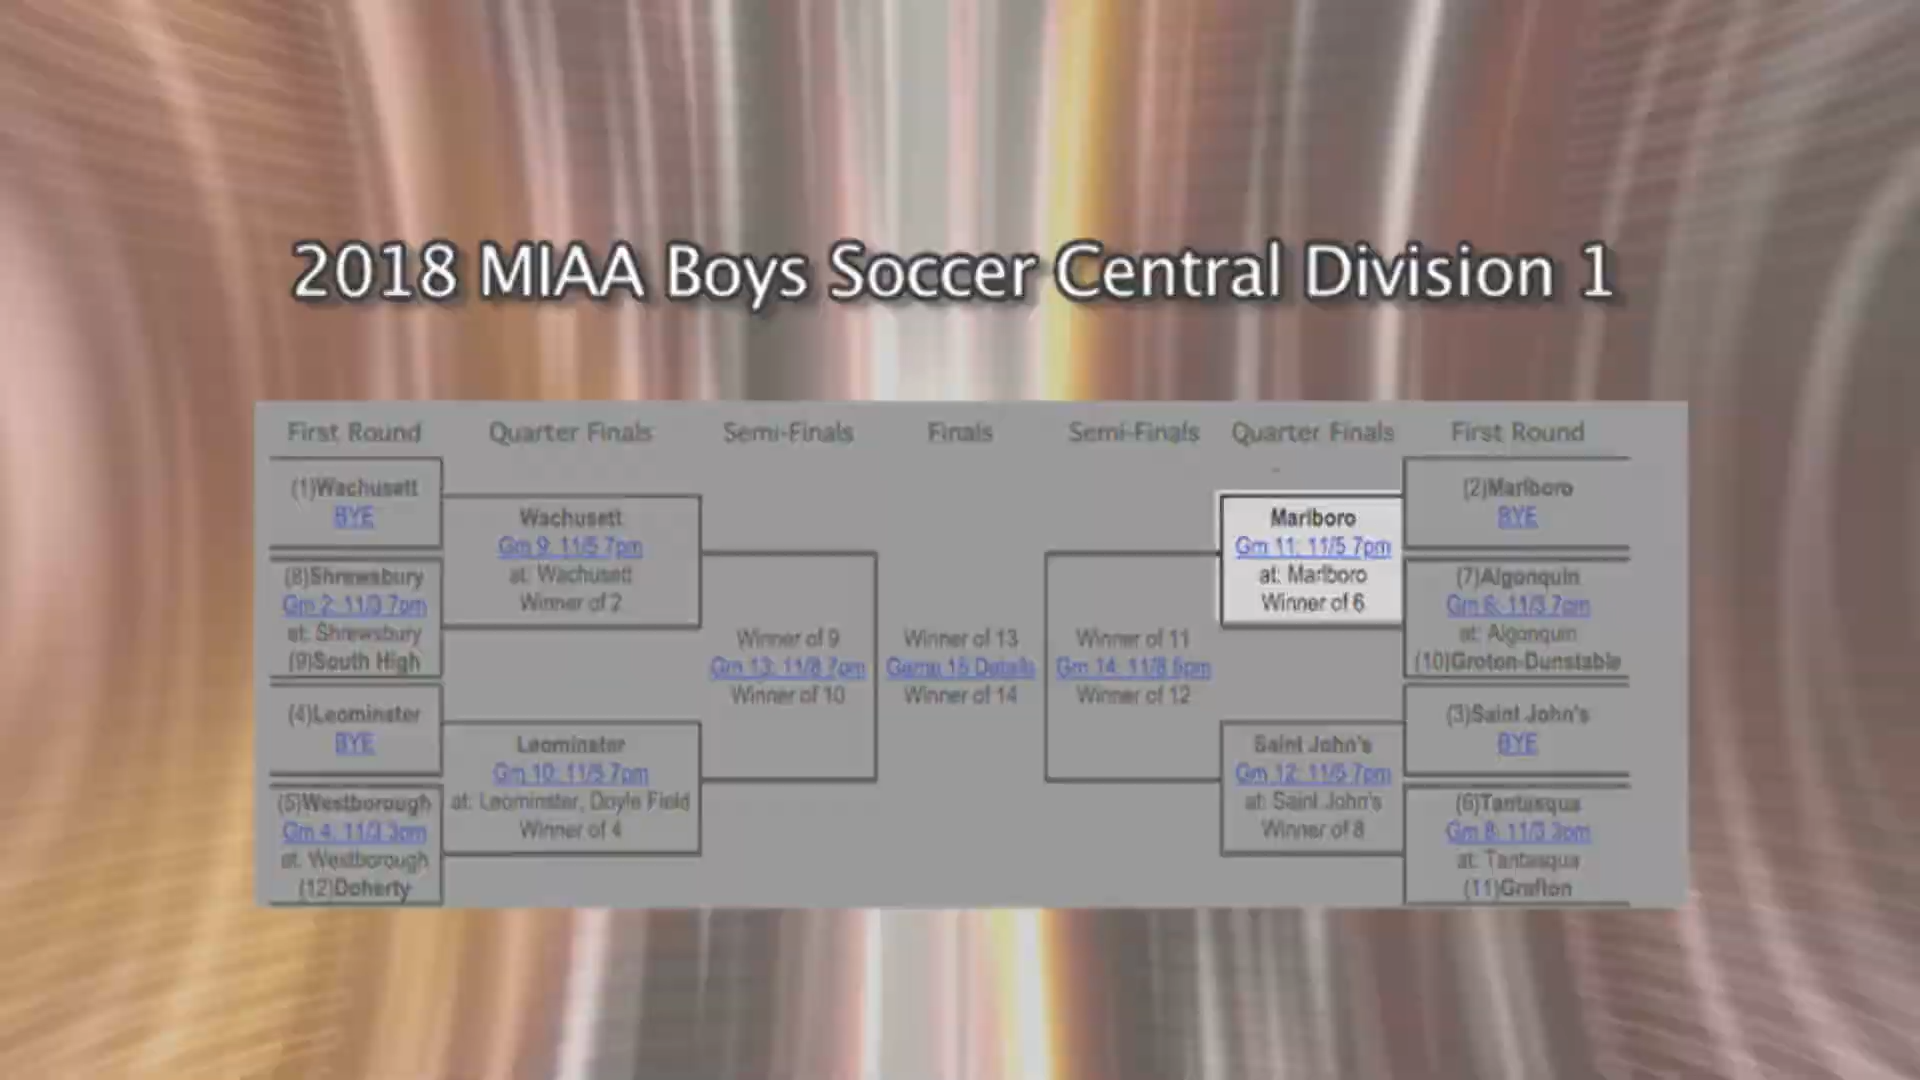 2018 MIAA Boys Soccer Central Division 1
First Round
Quarter Finals
Semi-Finals
Finals
Semi-Finals
Quarter Finals
First Round
(1)Wachusett
BYE
(8)Shrewsbury
Gm 2: 11/3 7pm
at: Shrewsbury
(9)South High
(4)Leominster
BYE
(5)Westborough
Gm 4: 11/3 3pm
at: Westborough
(12)Doherty
Wachusett
Gm 9: 11/5 7pm
at: Wachusett
Winner of 2
Leominster
Gm 10: 11/5 7pm
at: Leominster, Doyle Field
Winner of 4
Winner of 9
Gm 13: 11/8 7pm
Winner of 10
Winner of 13
Game 15 Details
Winner of 14
Winner of 11
Gm 14: 11/8 5pm
Winner of 12
Marlboro
Gm 11: 11/5 7pm
at: Marlboro
Winner of 6
Saint John's
Gm 12: 11/5 7pm
at: Saint John's
Winner of 8
(2)Marlboro
BYE
(7)Algonquin
Gm 6: 11/3 7pm
at: Algonquin
(10)Groton-Dunstable
(3)Saint John's
BYE
(6)Tantasqua
Gm 8: 11/3 3pm
at: Tantasqua
(11)Grafton